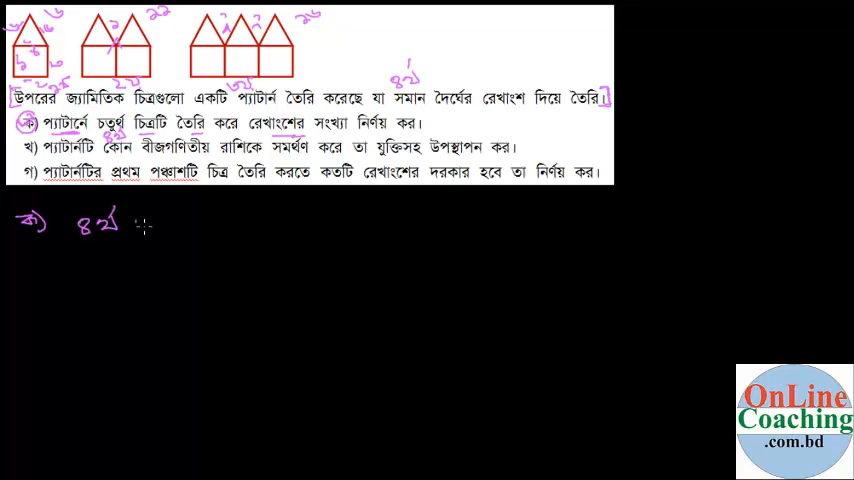 উপরের জ্যামিতিক চিত্রগুলো একটি প্যাটার্ন তৈরি করেছে যা সমান দৈর্ঘের রেখাংশ দিয়ে তৈরি।
ক) প্যাটার্নে চতুর্থ চিত্রটি তৈরি করে রেখাংশের সংখ্যা নির্ণয় কর।
খ) প্যাটার্নটি কোন বীজগণিতীয় রাশিকে সমর্থণ করে তা যুক্তিসহ উপস্থাপন কর।
গ) প্যাটার্নটির প্রথম পঞ্চাশটি চিত্র তৈরি করতে কতটি রেখাংশের দরকার হবে তা নির্ণয় কর।
ক) ৪র্থ
OnLine
Coaching
.com.bd